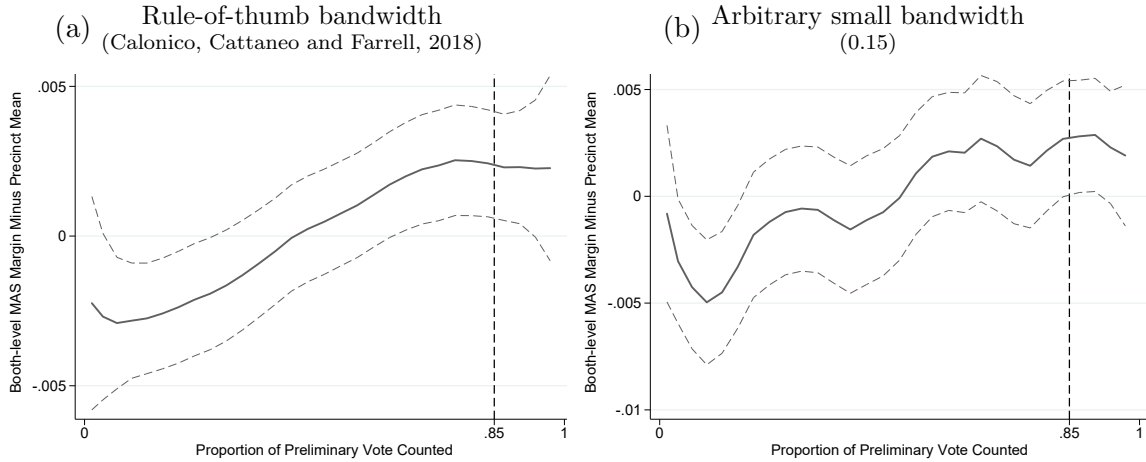 (a) Rule-of-thumb bandwidth
(Calonico, Cattaneo and Farrell, 2018)
Booth-level MAS Margin Minus Precinct Mean
.005
0
-.005
0 .85 1
Proportion of Preliminary Vote Counted
(b) Arbitrary small bandwidth
(0.15)
Booth-level MAS Margin Minus Precinct Mean
.005
0
-.005
-.01
0 .85 1
Proportion of Preliminary Vote Counted